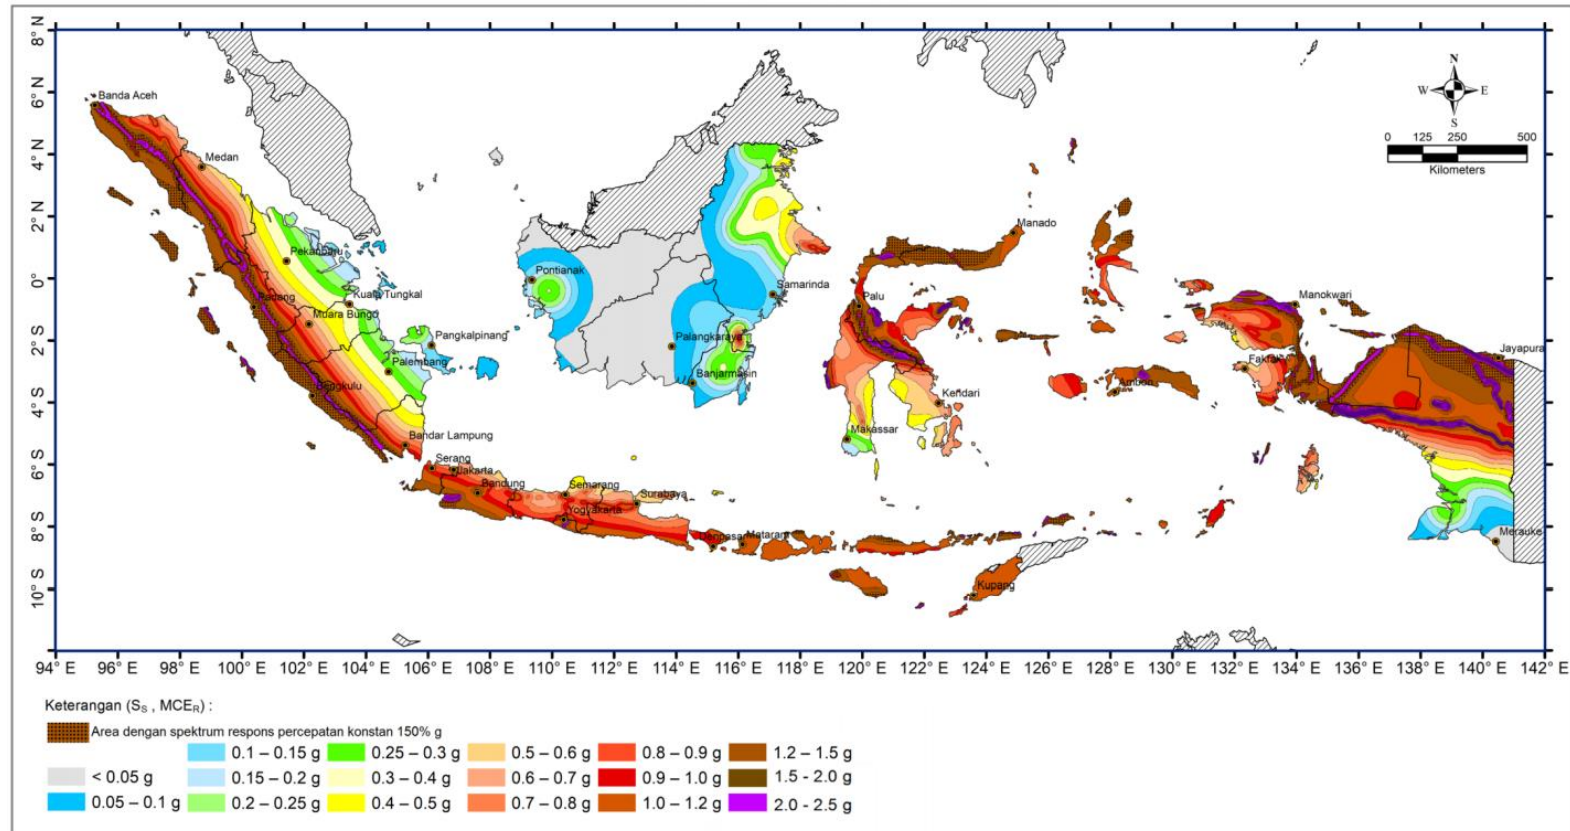 8° N
6° N
4° N
2° N
0°
2° S
4° S
6° S
8° S
10° S
N
W
E
S
0 125 250 500
Kilometers
Banda Aceh
Medan
Pekanbaru
Padang
Kuala Tungkal
Muara Bungo
Pangkalpinang
Palembang
Bengkulu
Bandar Lampung
Serang
Jakarta
Bandung
Semarang
Yogyakarta
Surabaya
Denpasar
Mataram
Kupang
Pontianak
Samarinda
Palangkaraya
Banjarmasin
Manado
Palu
Kendari
Makassar
Ambon
Manokwari
Jayapura
Merauke
94° E 96° E 98° E 100° E 102° E 104° E 106° E 108° E 110° E 112° E 114° E 116° E 118° E 120° E 122° E 124° E 126° E 128° E 130° E 132° E 134° E 136° E 138° E 140° E 142° E
Keterangan (SS , MCER) :
Area dengan spektrum respons percepatan konstan 150% g
0.1 – 0.15 g 0.25 – 0.3 g 0.5 – 0.6 g 0.8 – 0.9 g 1.2 – 1.5 g
< 0.05 g 0.15 – 0.2 g 0.3 – 0.4 g 0.6 – 0.7 g 0.9 – 1.0 g 1.5 - 2.0 g
0.05 – 0.1 g 0.2 – 0.25 g 0.4 – 0.5 g 0.7 – 0.8 g 1.0 – 1.2 g 2.0 - 2.5 g